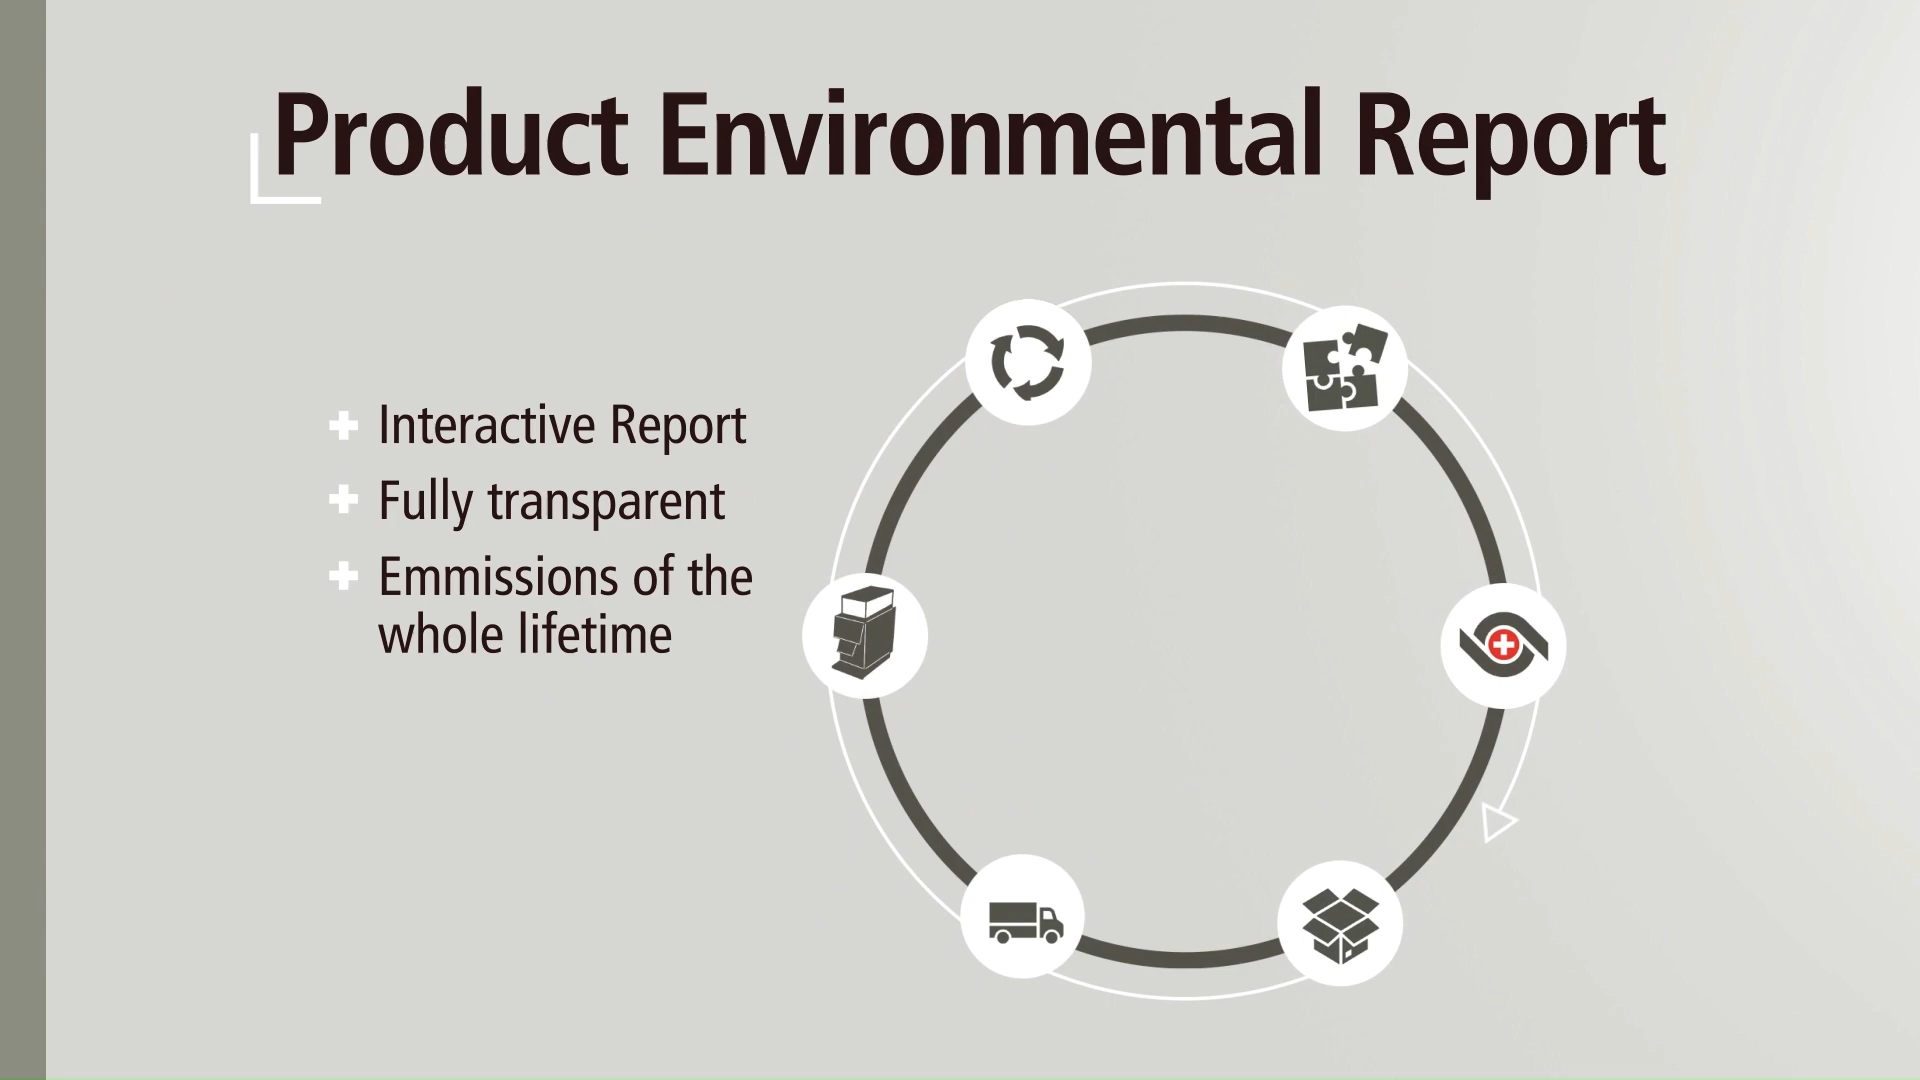 Product Environmental Report
Interactive Report
Fully transparent
Emmissions of the
whole lifetime